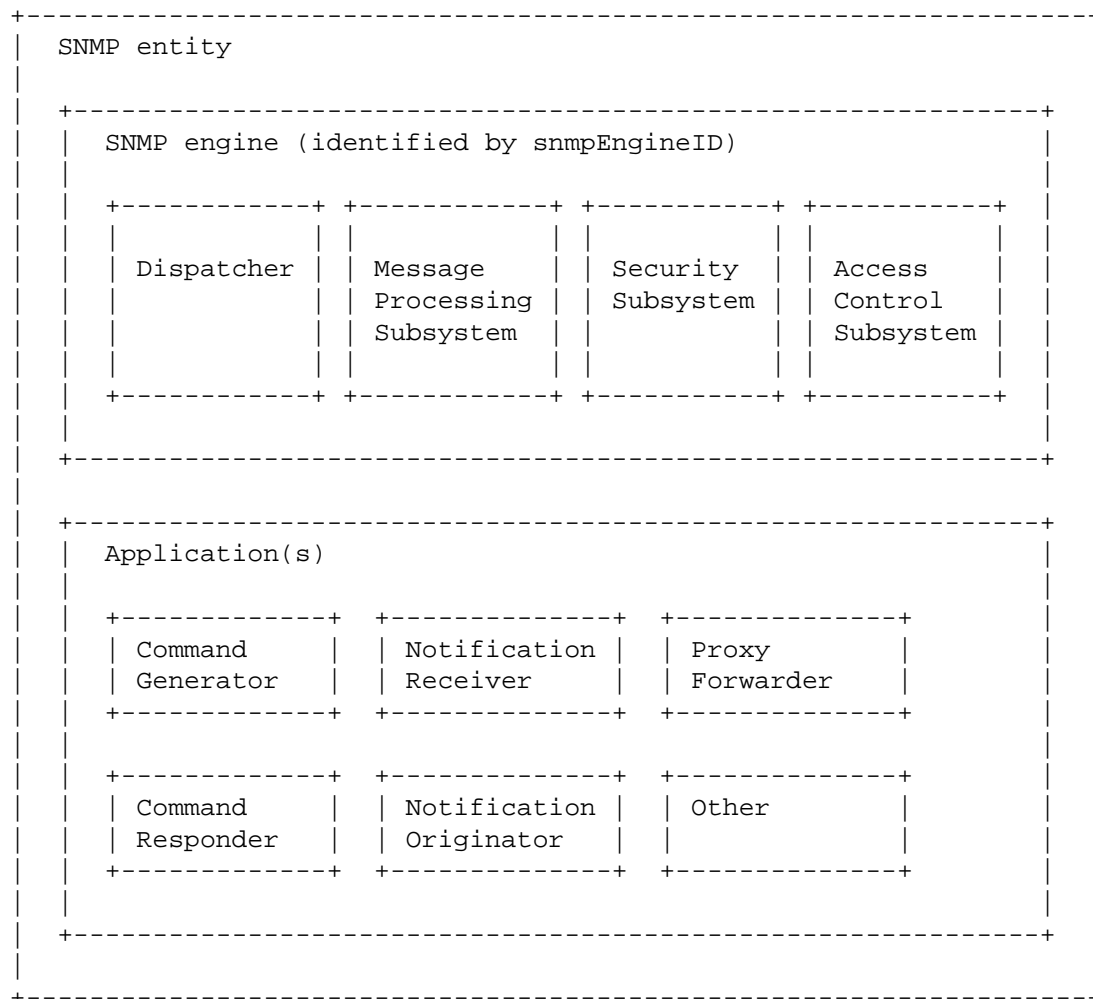 SNMP entity
SNMP engine (identified by snmpEngineID)
Dispatcher Message Security Access
Processing Subsystem Control
Subsystem Subsystem
Application(s)
Command Notification Proxy
Generator Receiver Forwarder
Command Notification Other
Responder Originator